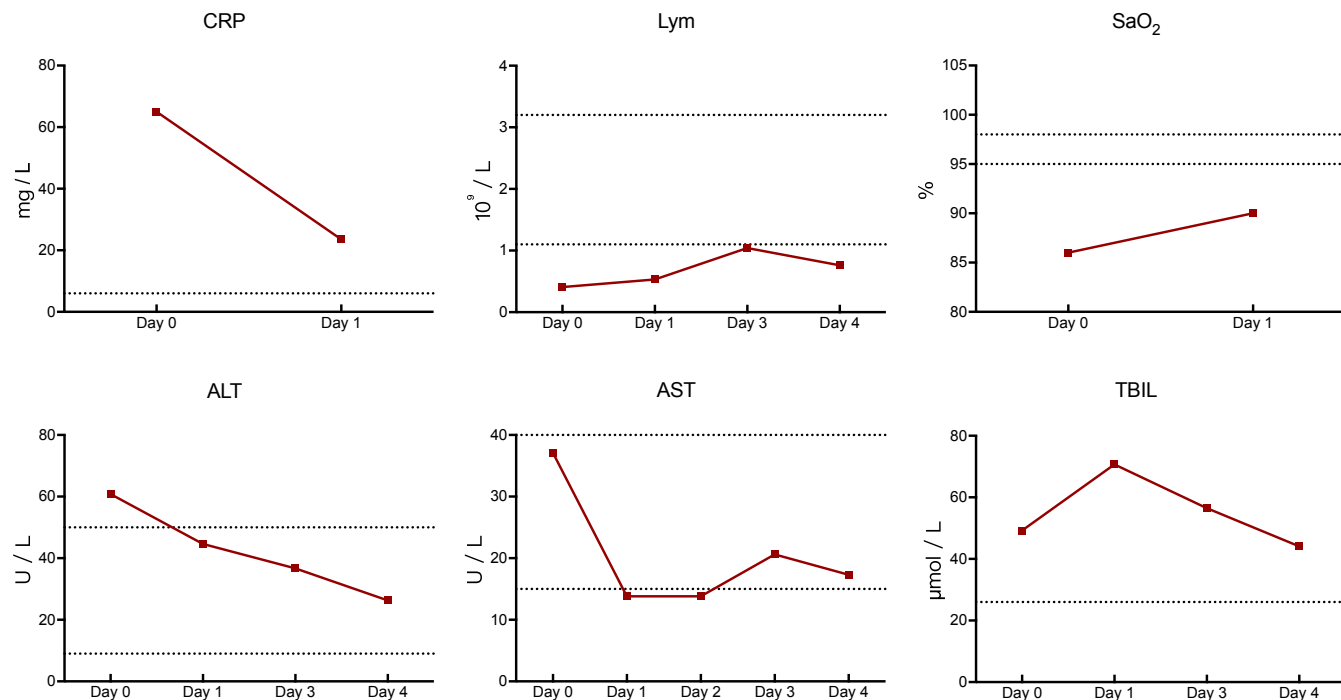 CRP
80
60
40
20
0
mg / L
Day 0 Day 1
Lym
4
3
2
1
0
10⁹ / L
Day 0 Day 1 Day 3 Day 4
SaO₂
105
100
95
90
85
80
%
Day 0 Day 1
ALT
80
60
40
20
0
U / L
Day 0 Day 1 Day 3 Day 4
AST
40
30
20
10
0
U / L
Day 0 Day 1 Day 2 Day 3 Day 4
TBIL
80
60
40
20
0
µmol / L
Day 0 Day 1 Day 3 Day 4